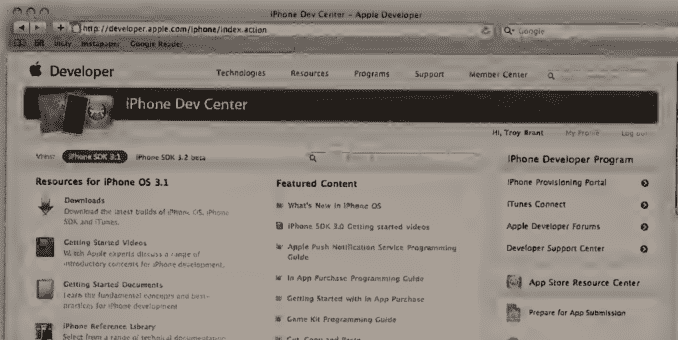 iPhone Dev Center – Apple Developer
http://developer.apple.com/iphone/index.action
Google
Instapaper Google Reader
Developer
Technologies Resources Programs Support Member Center
iPhone Dev Center
Hi, Troy Brant My Profile Log out
View: iPhone SDK 3.1 iPhone SDK 3.2 beta
Resources for iPhone OS 3.1
Downloads
Download the latest builds of iPhone OS, iPhone
SDK and iTunes.
Getting Started Videos
Watch Apple experts discuss a range of
introductory concepts for iPhone development.
Getting Started Documents
Learn the fundamental concepts and best-
practices for iPhone development
iPhone Reference Library
Select from a range of technical documentation
Featured Content
What's New in iPhone OS
iPhone SDK 3.0 Getting started videos
Apple Push Notification Service Programming
Guide
In App Purchase Programming Guide
Getting Started with In App Purchase
Game Kit Programming Guide
Cut, Copy and Paste
iPhone Developer Program
iPhone Provisioning Portal
iTunes Connect
Apple Developer Forums
Developer Support Center
App Store Resource Center
Prepare for App Submission